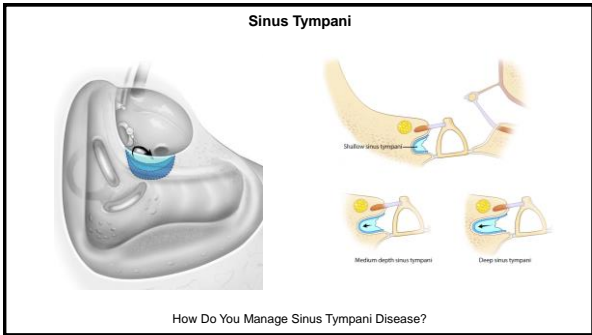 Sinus Tympani
Shallow sinus tympani
Medium depth sinus tympani
Deep sinus tympani
How Do You Manage Sinus Tympani Disease?